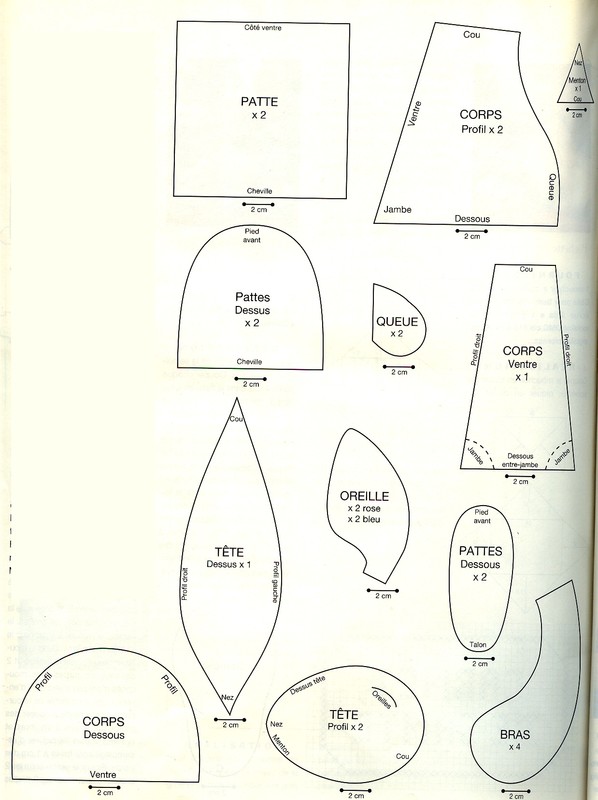 Côté ventre
PATTE
x 2
Cheville
2 cm
Cou
Ventre
CORPS
Profil x 2
Queue
Jambe
Dessous
2 cm
Nez
Menton
x 1
Cou
2 cm
Pied
avant
Pattes
Dessus
x 2
Cheville
2 cm
QUEUE
x 2
2 cm
Cou
Profil droit
Profil droit
CORPS
Ventre
x 1
Jambe
Dessous
entre-jambe
Jambe
2 cm
Cou
TÊTE
Dessus x 1
Profil droit
Profil gauche
Nez
2 cm
OREILLE
x 2 rose
x 2 bleu
2 cm
Pied
avant
PATTES
Dessous
x 2
Talon
2 cm
Profil
Profil
CORPS
Dessous
Ventre
2 cm
Dessus tête
Oreilles
TÊTE
Profil x 2
Nez
Menton
Cou
2 cm
BRAS
x 4
2 cm